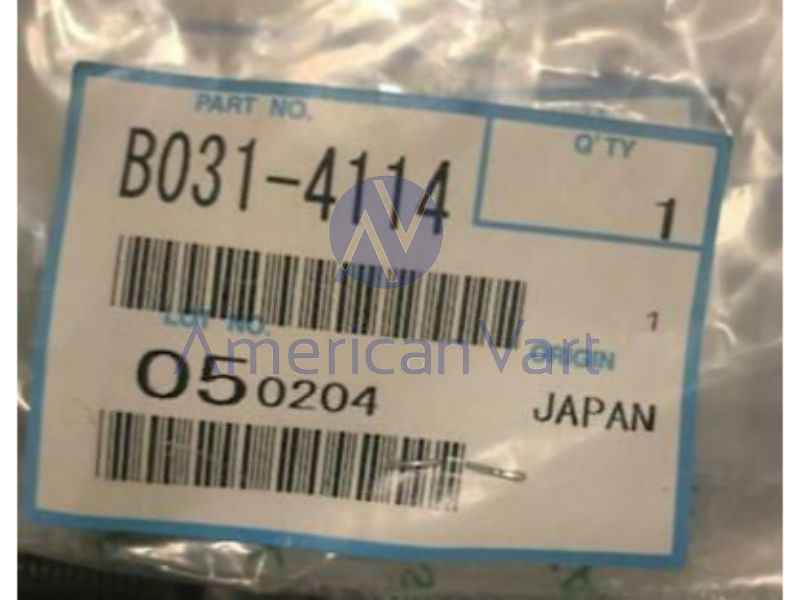 PART NO.
Q'TY
B031-4114
1
1
LOT NO.
American Vart
ORIGIN
050204
JAPAN
S